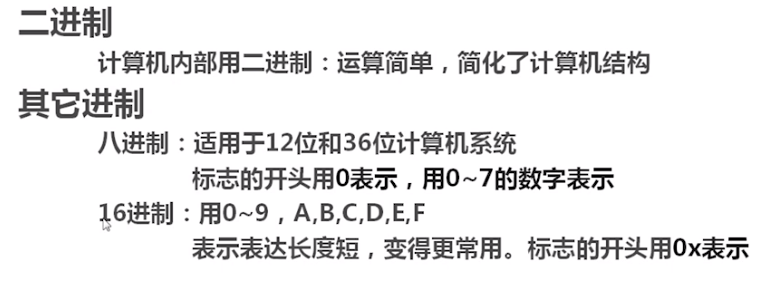 二进制
计算机内部用二进制：运算简单，简化了计算机结构
其它进制
八进制：适用于12位和36位计算机系统
标志的开头用0表示，用0~7的数字表示
16进制：用0~9，A,B,C,D,E,F
表示表达长度短，变得更常用。标志的开头用0x表示